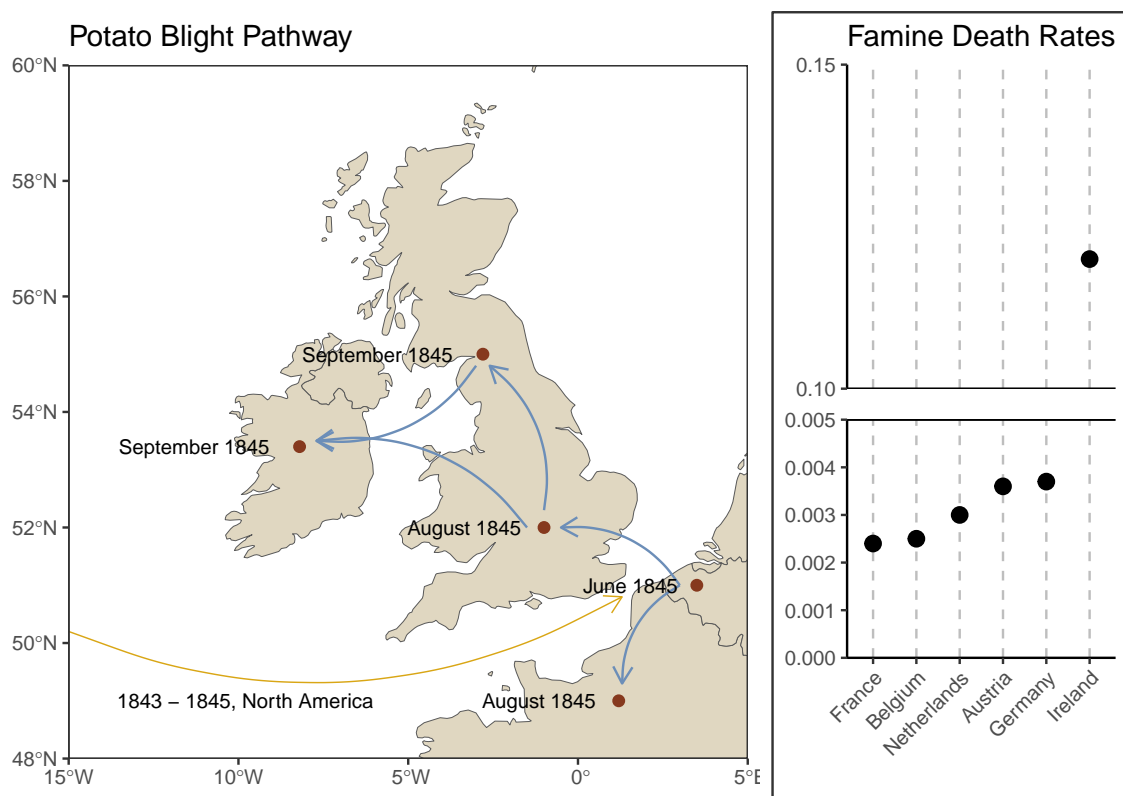 Potato Blight Pathway
60°N
58°N
56°N
54°N
52°N
50°N
48°N
15°W
10°W
5°W
0°
5°E
September 1845
September 1845
August 1845
June 1845
1843 – 1845, North America
August 1845
Famine Death Rates
0.15
0.10
0.005
0.004
0.003
0.002
0.001
0.000
France
Belgium
Netherlands
Austria
Germany
Ireland